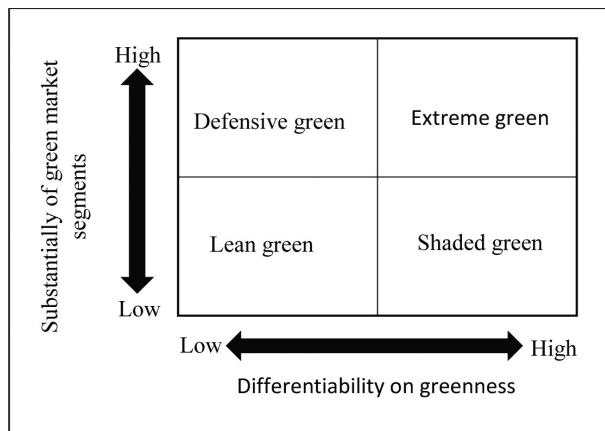 Substantially of green market
segments
High
Low
Defensive green
Extreme green
Lean green
Shaded green
Low
High
Differentiability on greenness